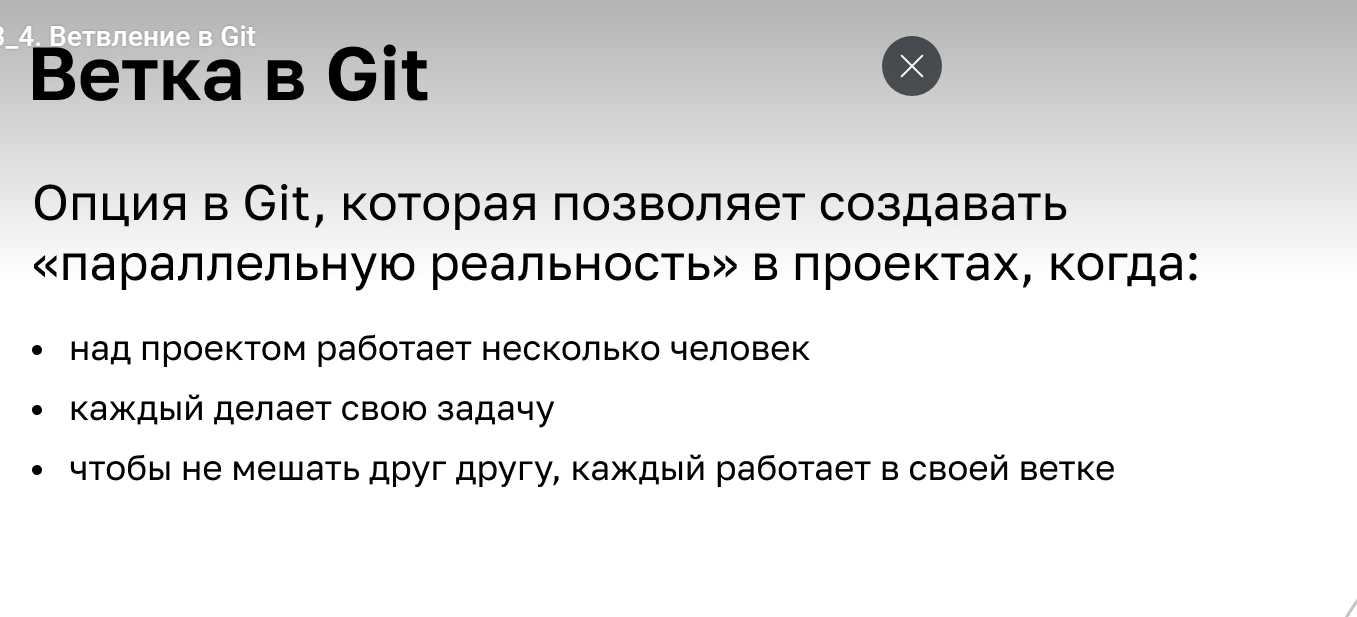 3_4. Ветвление в Git
Ветка в Git
Опция в Git, которая позволяет создавать
«параллельную реальность» в проектах, когда:
• над проектом работает несколько человек
• каждый делает свою задачу
• чтобы не мешать друг другу, каждый работает в своей ветке